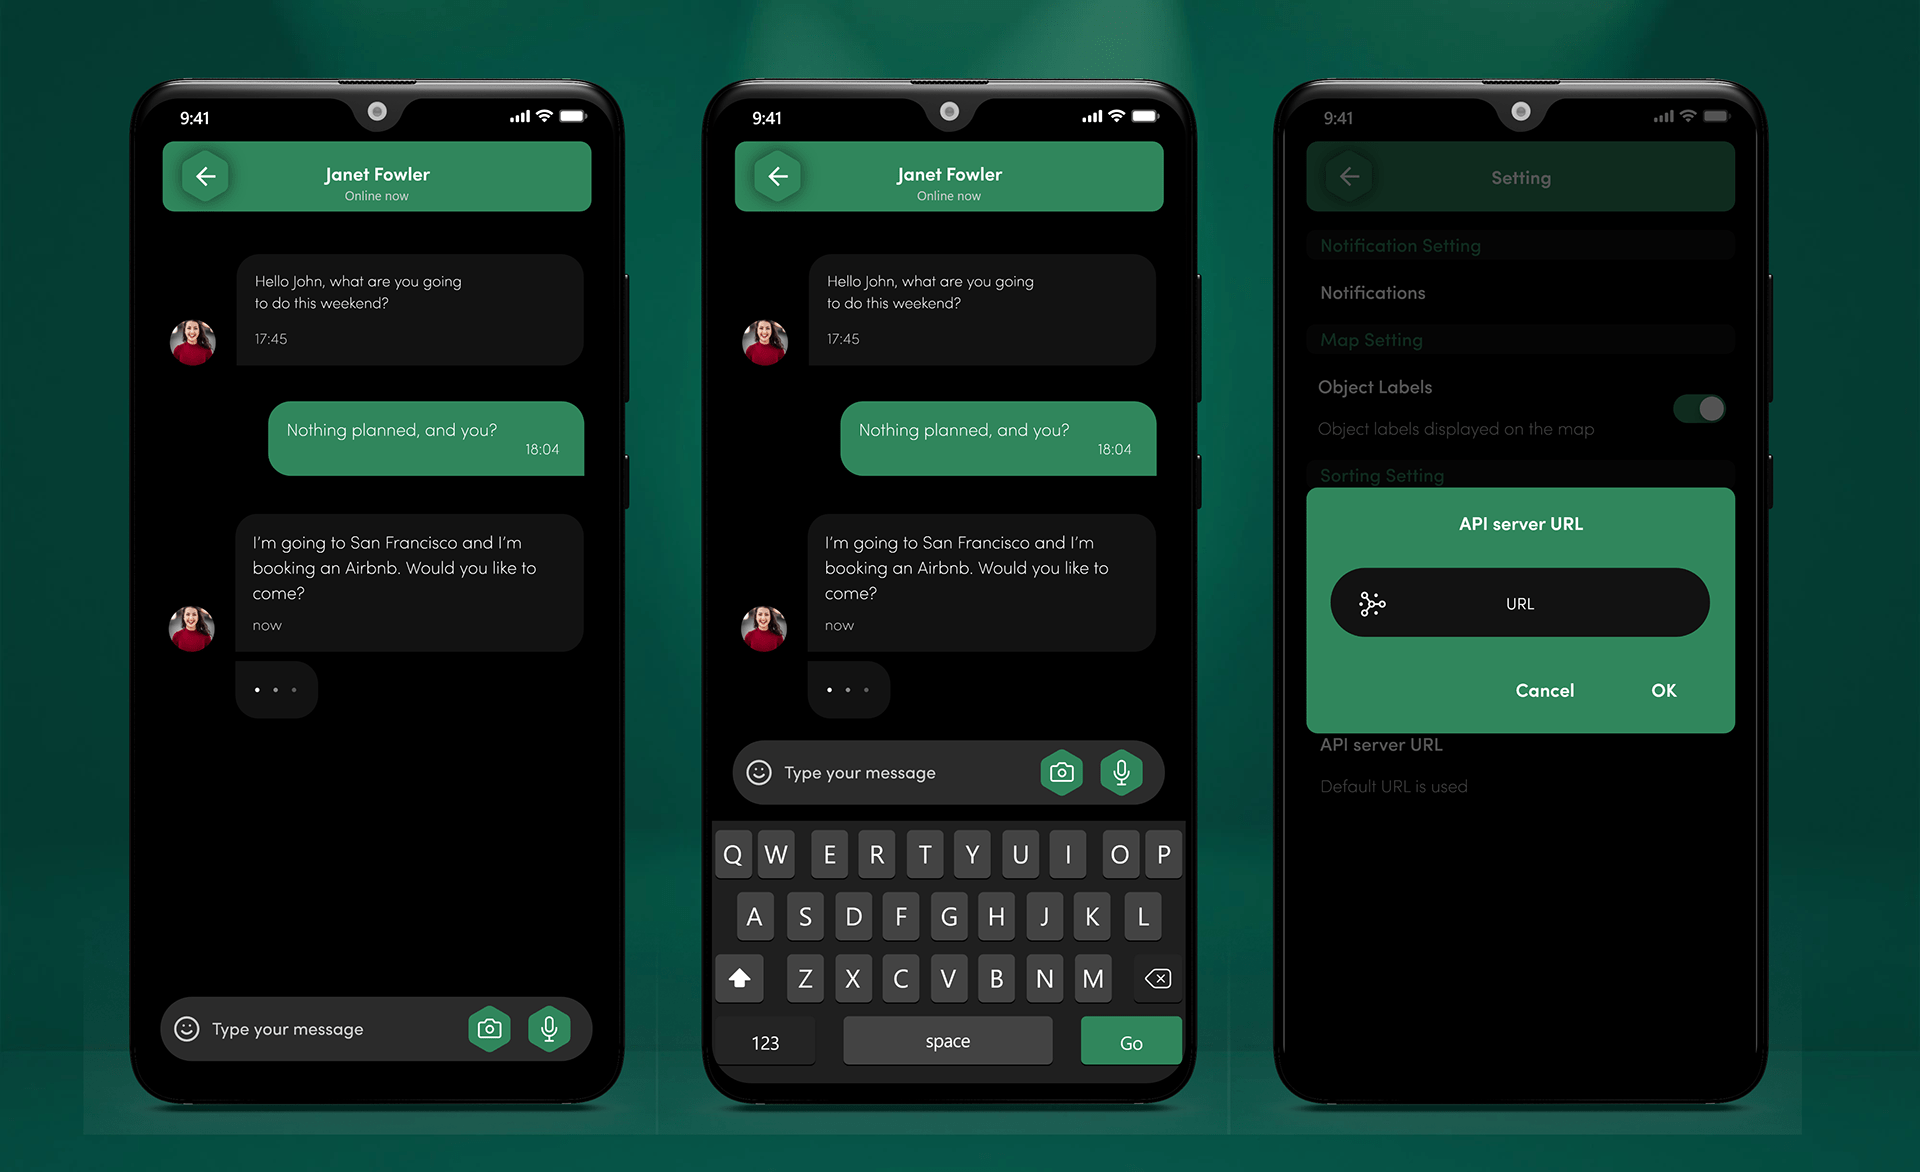 9:41
Janet Fowler
Online now
Hello John, what are you going
to do this weekend?
17:45
Nothing planned, and you?
18:04
I'm going to San Francisco and I'm
booking an Airbnb. Would you like to
come?
now
Type your message
9:41
Janet Fowler
Online now
Hello John, what are you going
to do this weekend?
17:45
Nothing planned, and you?
18:04
I'm going to San Francisco and I'm
booking an Airbnb. Would you like to
come?
now
Type your message
Q W E R T Y U I O P
A S D F G H J K L
Z X C V B N M
123 space Go
9:41
Setting
Notification Setting
Notifications
Map Setting
Object Labels
Object labels displayed on the map
Sorting Setting
API server URL
URL
Cancel OK
API server URL
Default URL is used